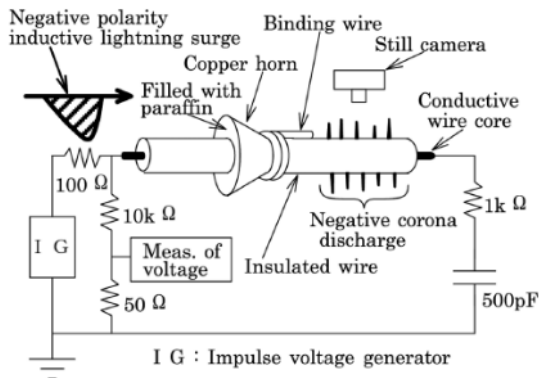 Negative polarity
inductive lightning surge
Binding wire
Still camera
Copper horn
Filled with
paraffin
Conductive
wire core
100 Ω
10k Ω
1k Ω
Negative corona
discharge
I G
Meas. of
voltage
Insulated wire
50 Ω
500pF
I G : Impulse voltage generator